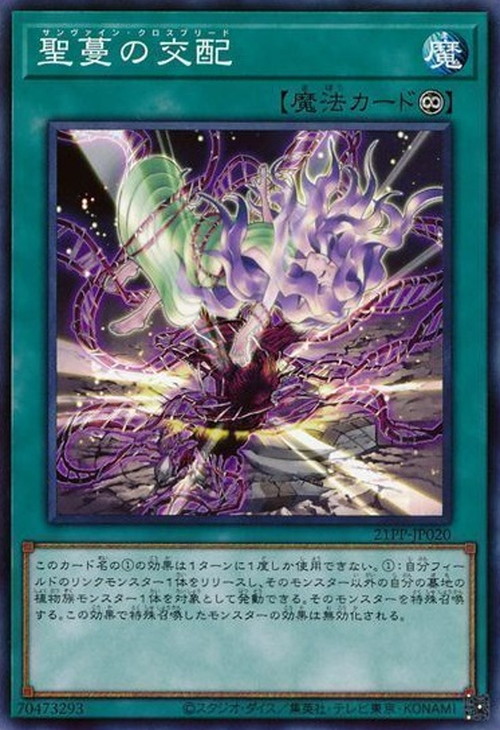 サンヴァイン・クロスブリード
聖蔓の交配
魔
【魔法カード】
21PP-JP020
このカード名の①の効果は1ターンに1度しか使用できない。①：自分フィー
ルドのリンクモンスター1体をリリースし、そのモンスター以外の自分の墓地の
植物族モンスター1体を対象として発動できる。そのモンスターを特殊召喚
する。この効果で特殊召喚したモンスターの効果は無効化される。
70473293
©スタジオ・ダイス／集英社・テレビ東京・KONAMI